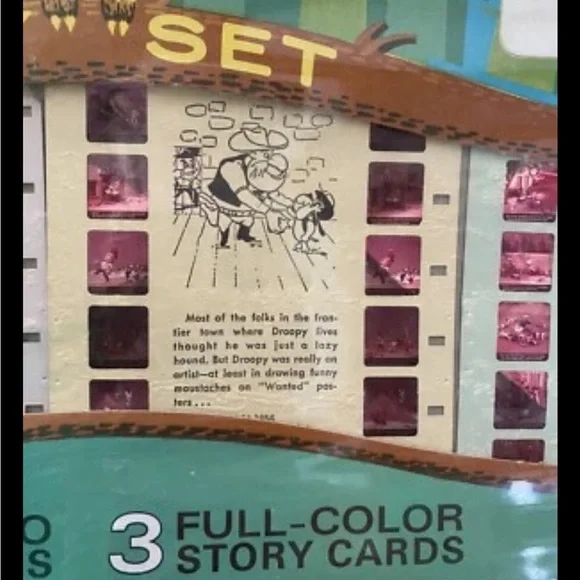 SET
Most of the folks in the fron-
tier town where Droopy lives
thought he was just a lazy
hound. But Droopy was really an
artist—at least in drawing funny
moustaches on "Wanted" pos-
ters...
O
S
3 FULL-COLOR
STORY CARDS